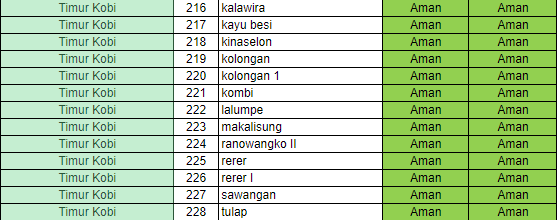 Timur Kobi 216 kalawira Aman Aman
Timur Kobi 217 kayu besi Aman Aman
Timur Kobi 218 kinaselon Aman Aman
Timur Kobi 219 kolongan Aman Aman
Timur Kobi 220 kolongan 1 Aman Aman
Timur Kobi 221 kombi Aman Aman
Timur Kobi 222 lalumpe Aman Aman
Timur Kobi 223 makalisung Aman Aman
Timur Kobi 224 ranowangko II Aman Aman
Timur Kobi 225 rerer Aman Aman
Timur Kobi 226 rerer I Aman Aman
Timur Kobi 227 sawangan Aman Aman
Timur Kobi 228 tulap Aman Aman